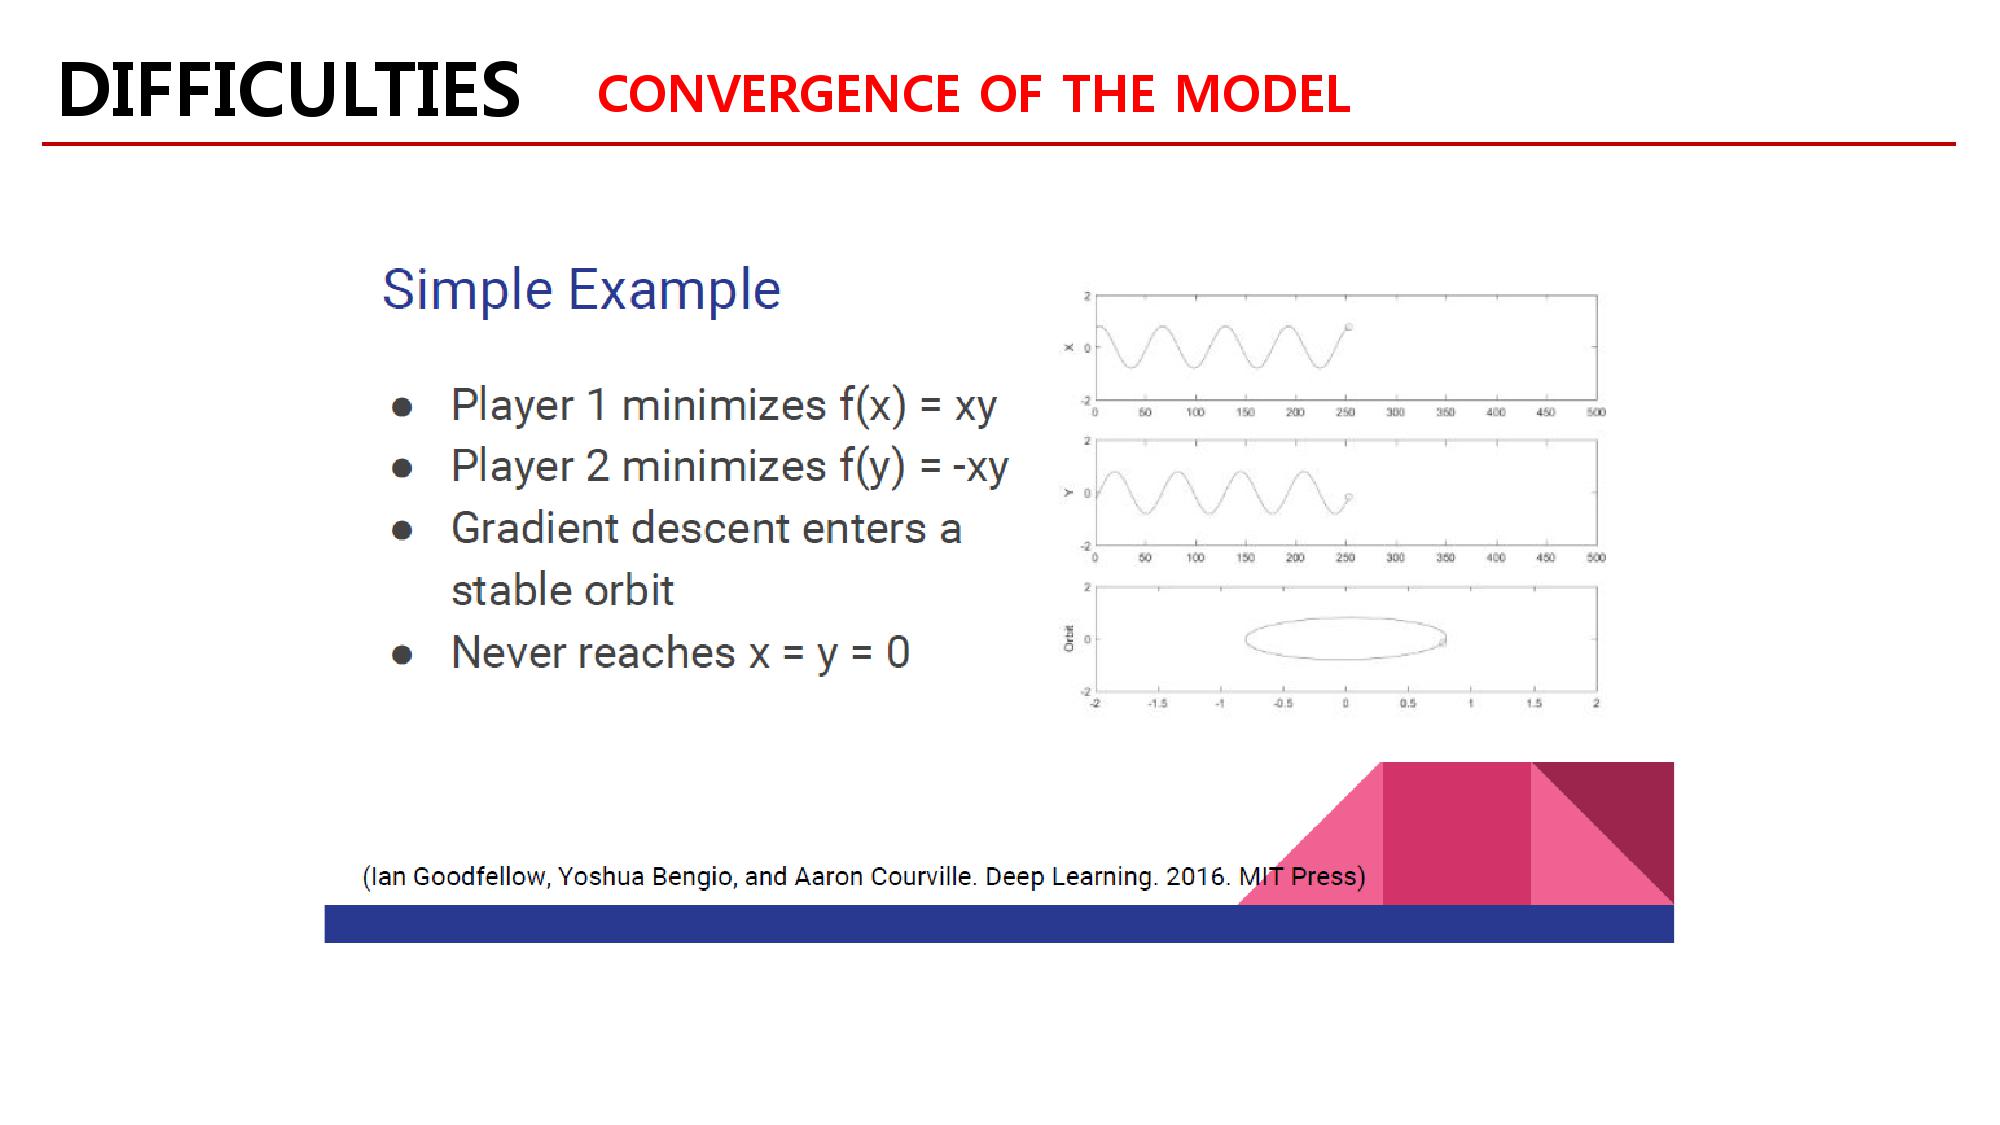 DIFFICULTIES CONVERGENCE OF THE MODEL
Simple Example
● Player 1 minimizes f(x) = xy
● Player 2 minimizes f(y) = -xy
● Gradient descent enters a
stable orbit
● Never reaches x = y = 0
2
X 0
-2
0 50 100 150 200 250 300 350 400 450 500
2
Y 0
-2
0 50 100 150 200 250 300 350 400 450 500
2
Orbit 0
-2
-2 -1.5 -1 -0.5 0 0.5 1 1.5 2
(Ian Goodfellow, Yoshua Bengio, and Aaron Courville. Deep Learning. 2016. MIT Press)